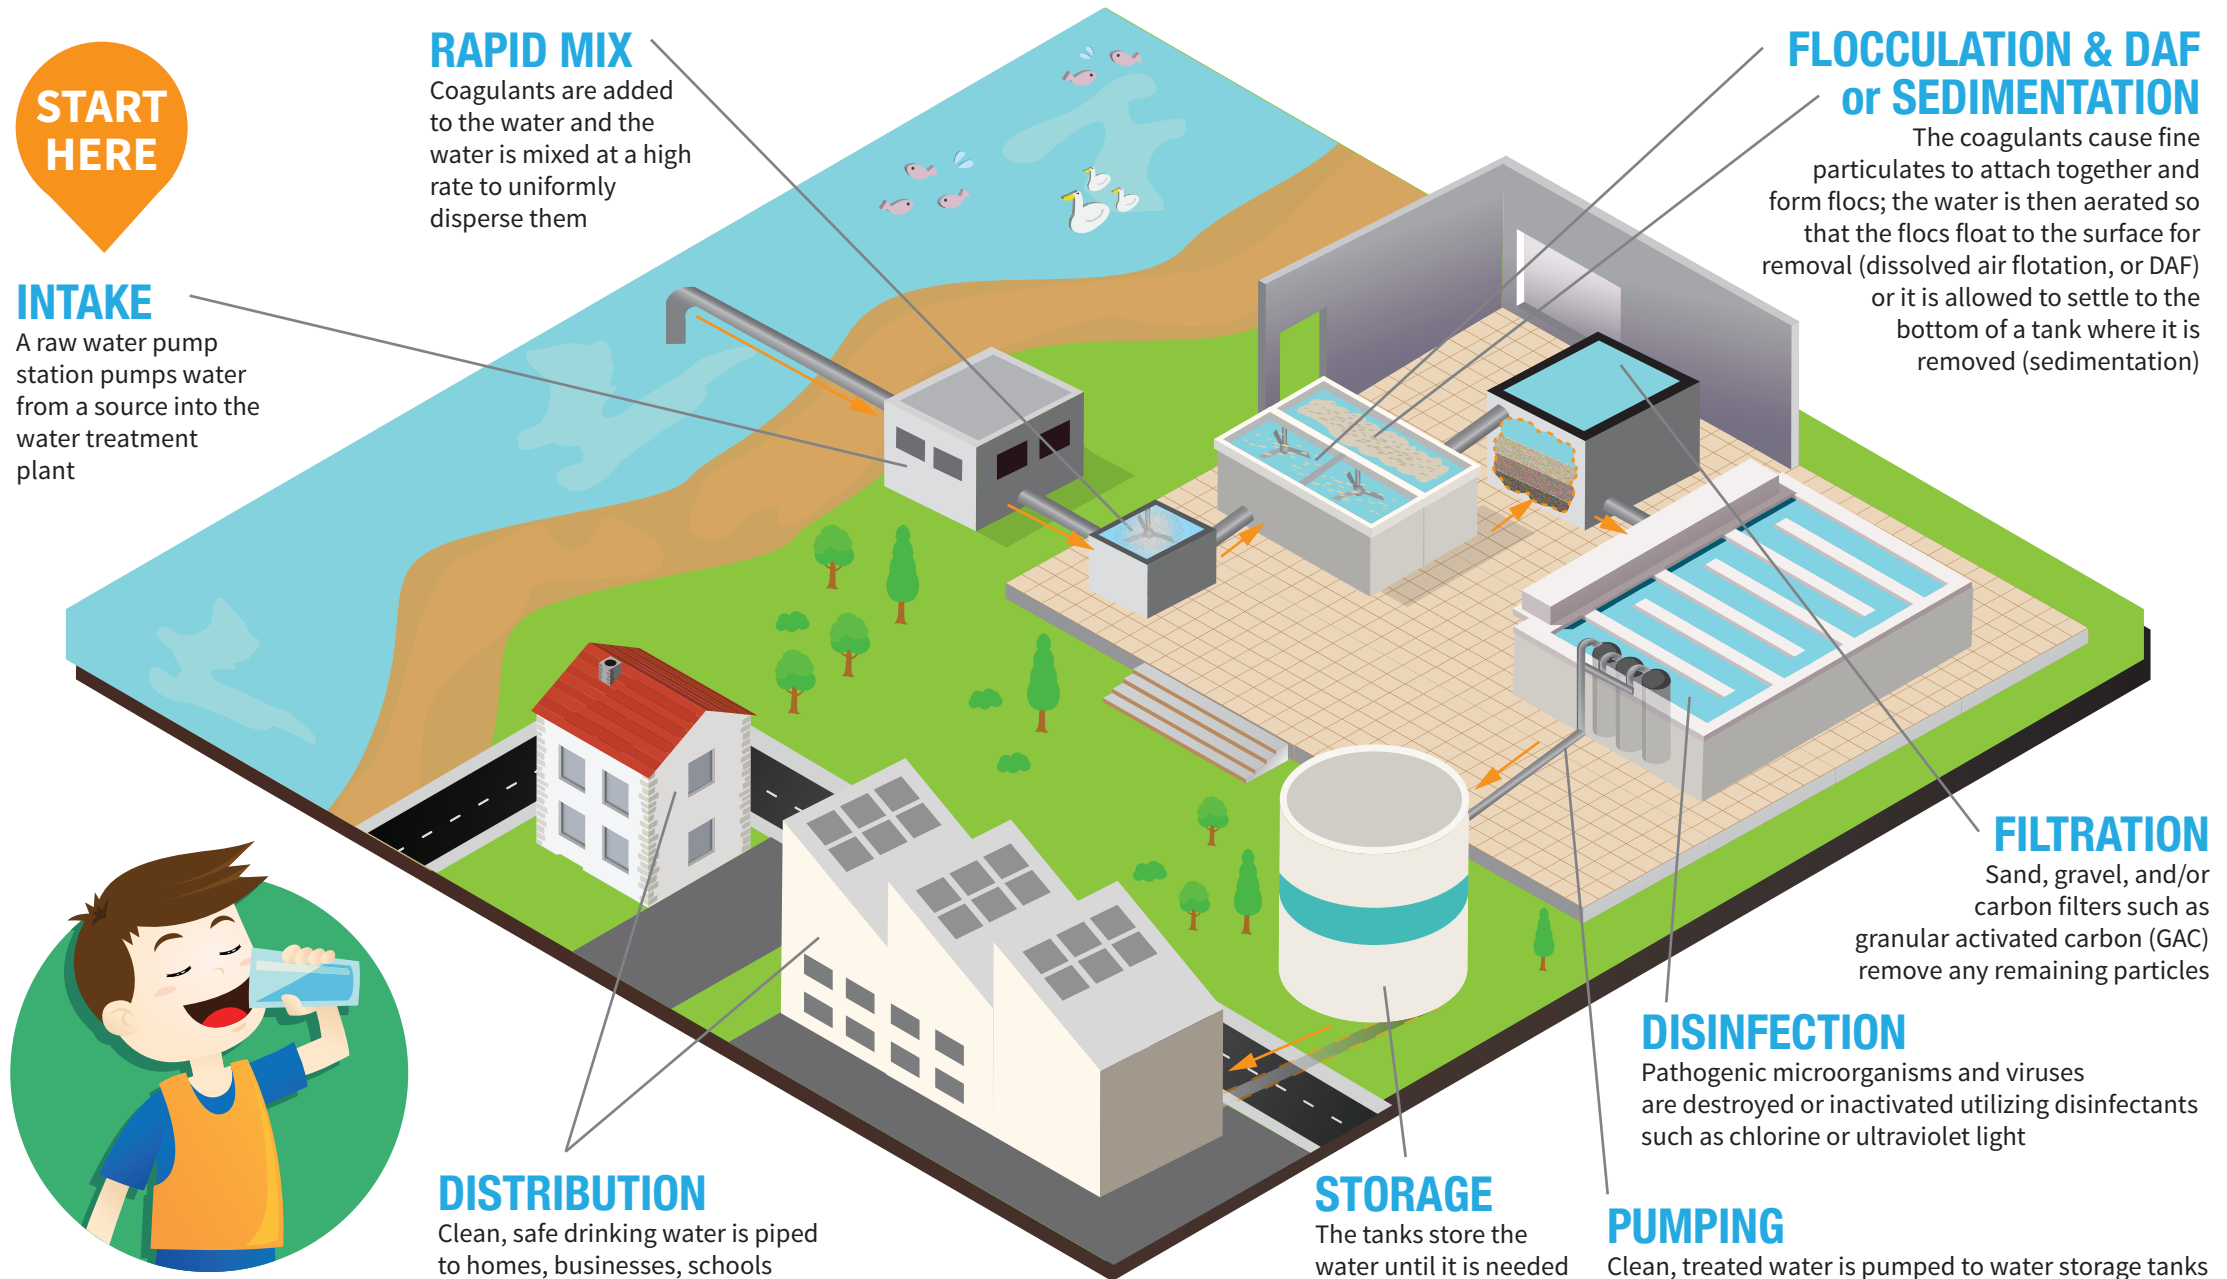 START
HERE
INTAKE
A raw water pump
station pumps water
from a source into the
water treatment
plant
RAPID MIX
Coagulants are added
to the water and the
water is mixed at a high
rate to uniformly
disperse them
FLOCCULATION & DAF
or SEDIMENTATION
The coagulants cause fine
particulates to attach together and
form flocs; the water is then aerated so
that the flocs float to the surface for
removal (dissolved air flotation, or DAF)
or it is allowed to settle to the
bottom of a tank where it is
removed (sedimentation)
FILTRATION
Sand, gravel, and/or
carbon filters such as
granular activated carbon (GAC)
remove any remaining particles
DISINFECTION
Pathogenic microorganisms and viruses
are destroyed or inactivated utilizing disinfectants
such as chlorine or ultraviolet light
PUMPING
Clean, treated water is pumped to water storage tanks
STORAGE
The tanks store the
water until it is needed
DISTRIBUTION
Clean, safe drinking water is piped
to homes, businesses, schools